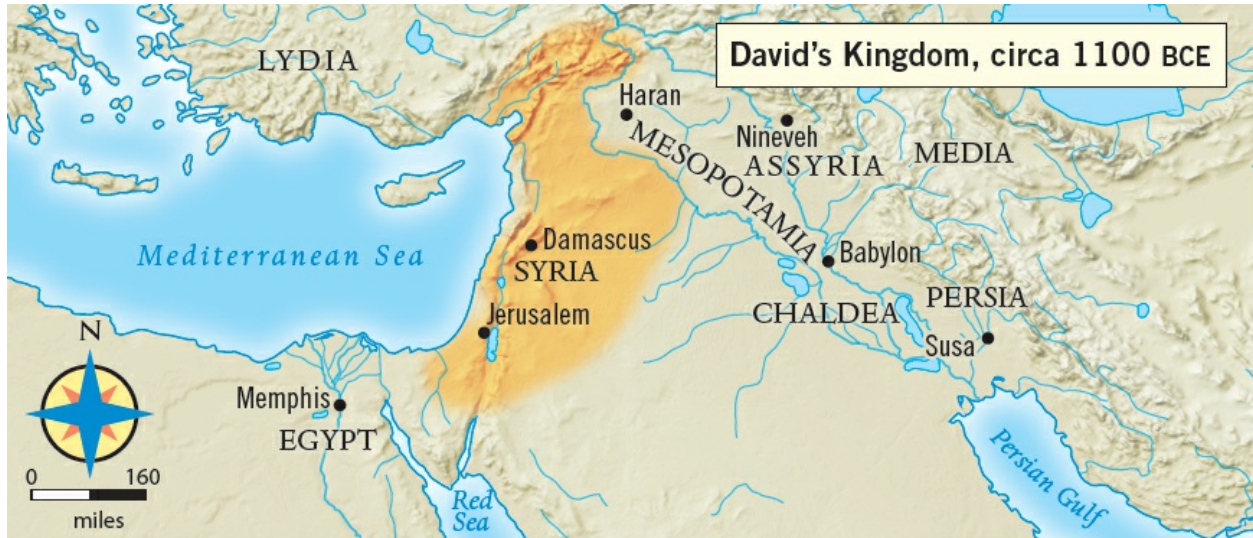 David's Kingdom, circa 1100 BCE
LYDIA
Haran
Nineveh
MESOPOTAMIA
ASSYRIA
MEDIA
Mediterranean Sea
Damascus
SYRIA
Babylon
Jerusalem
CHALDEA
PERSIA
Susa
N
Memphis
EGYPT
0 160
miles
Red
Sea
Persian Gulf